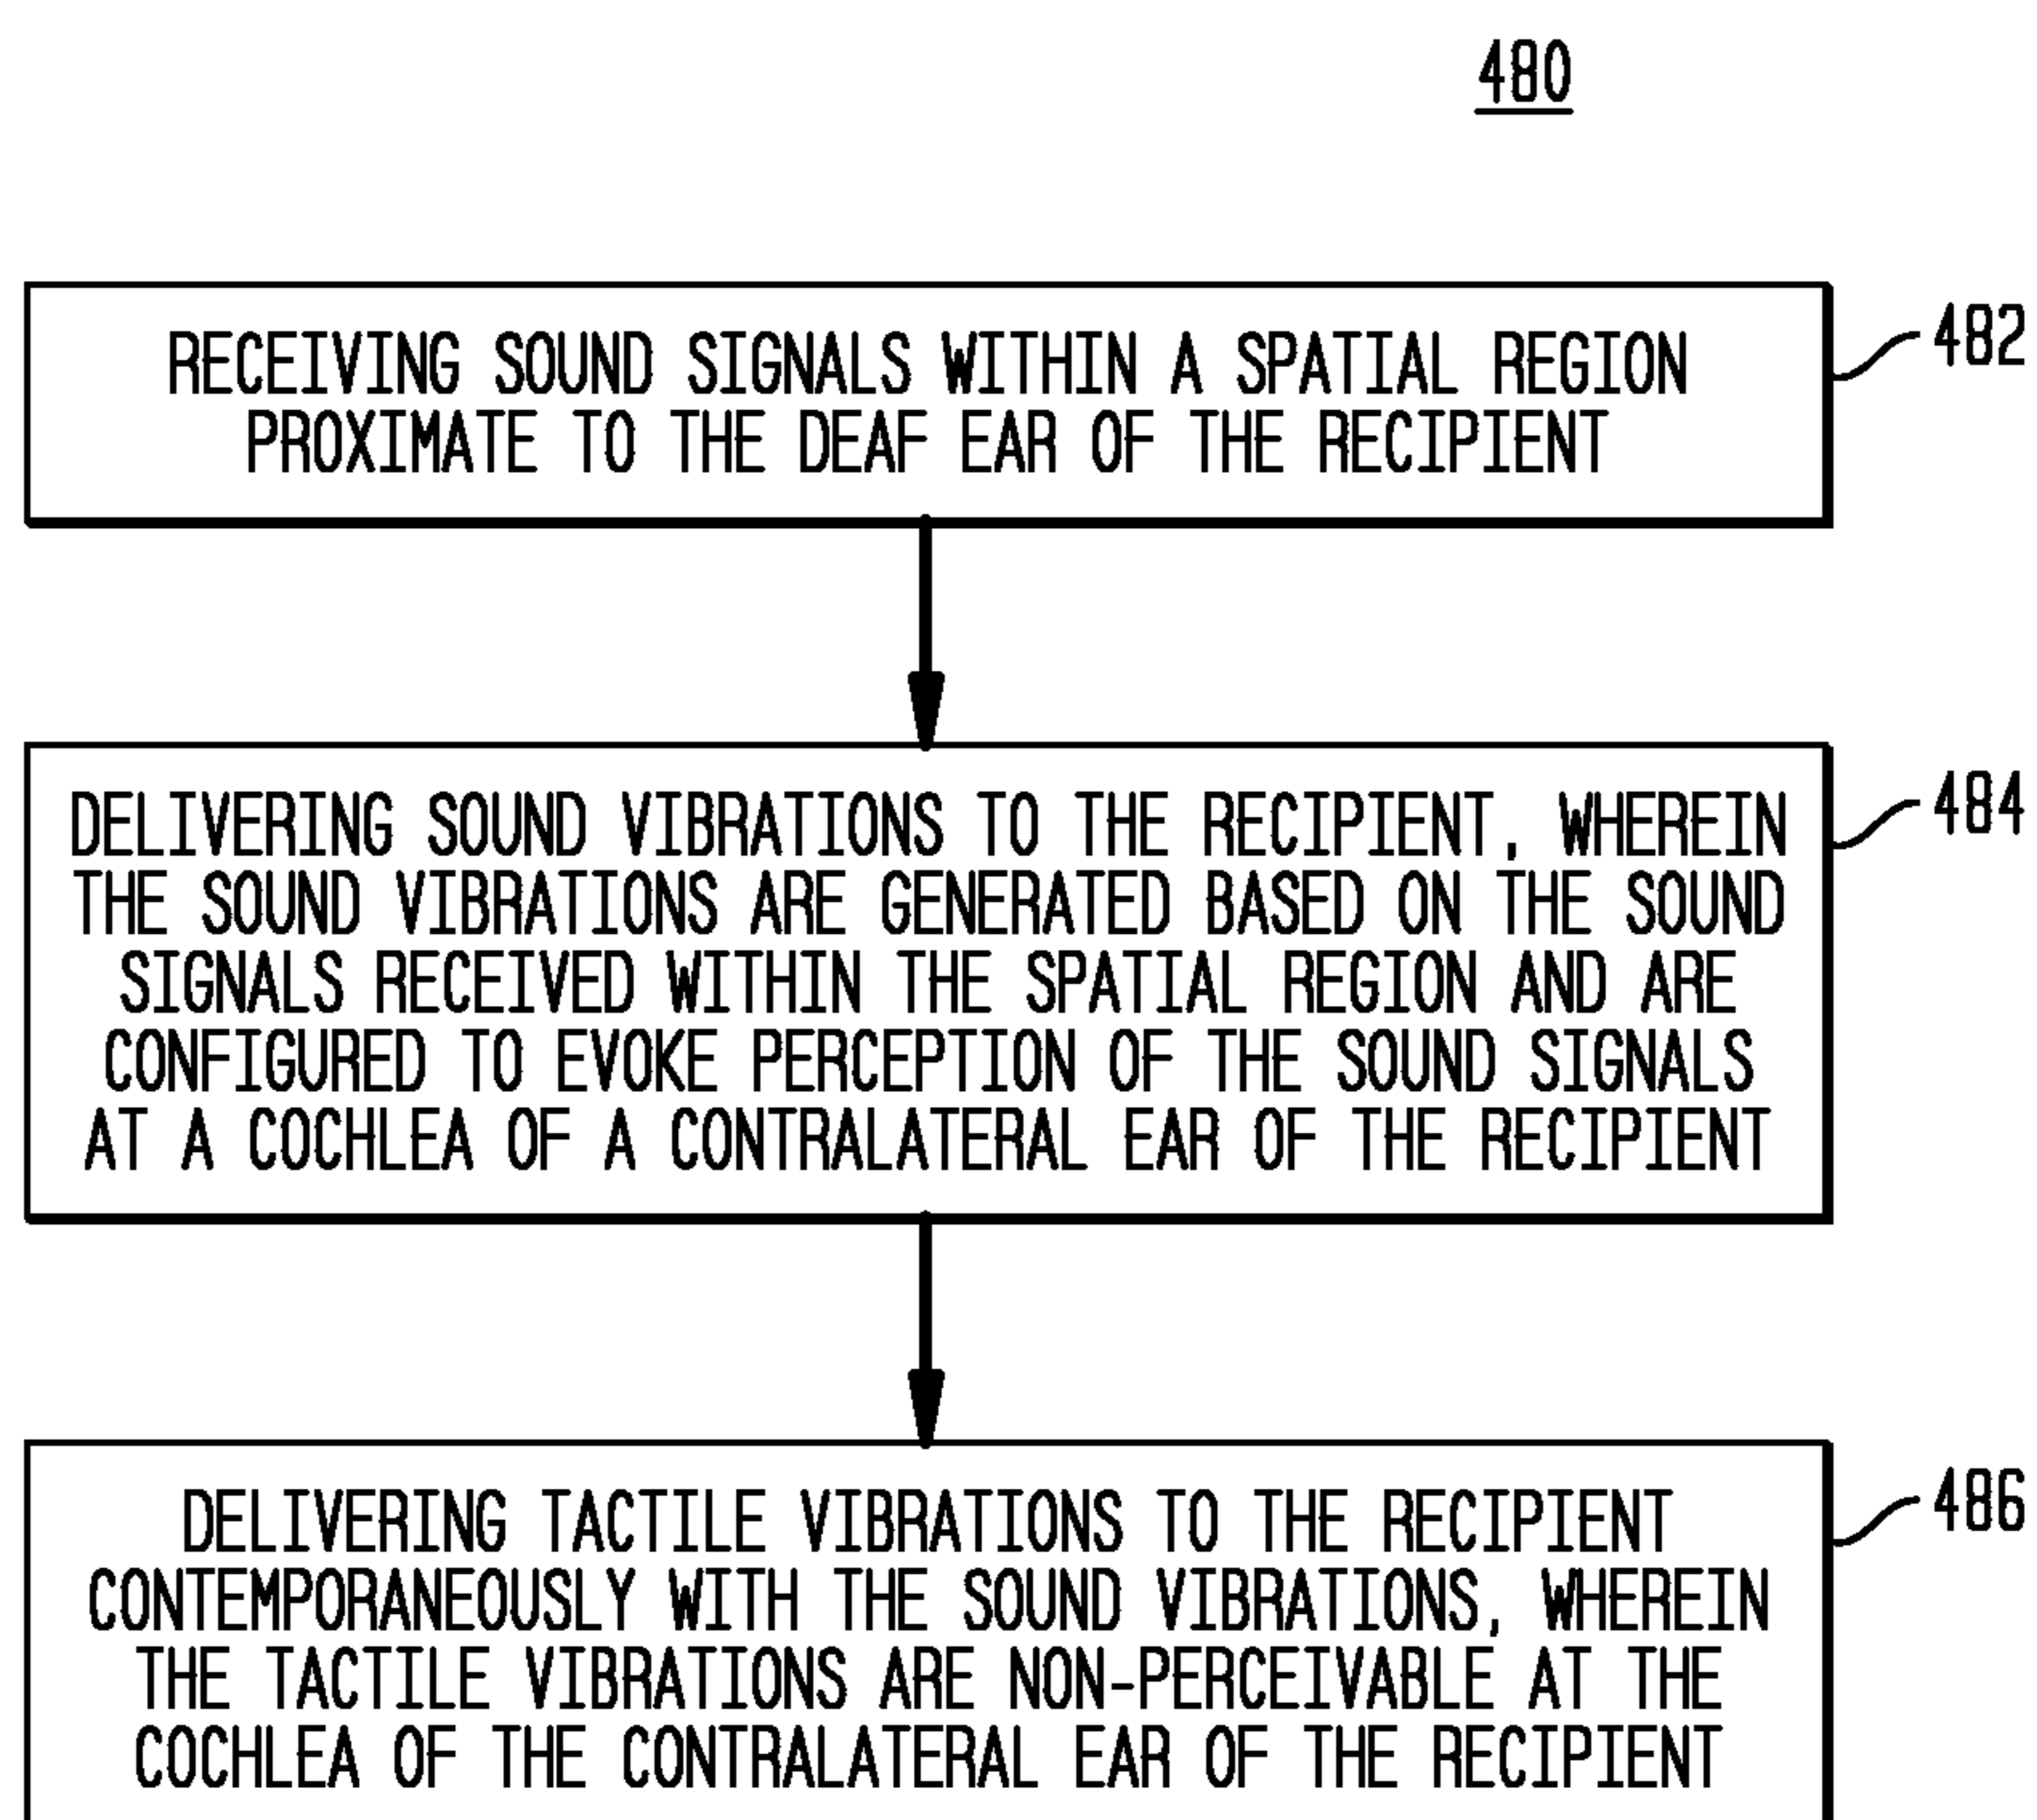 480
RECEIVING SOUND SIGNALS WITHIN A SPATIAL REGION
PROXIMATE TO THE DEAF EAR OF THE RECIPIENT
482
DELIVERING SOUND VIBRATIONS TO THE RECIPIENT, WHEREIN
THE SOUND VIBRATIONS ARE GENERATED BASED ON THE SOUND
SIGNALS RECEIVED WITHIN THE SPATIAL REGION AND ARE
CONFIGURED TO EVOKE PERCEPTION OF THE SOUND SIGNALS
AT A COCHLEA OF A CONTRALATERAL EAR OF THE RECIPIENT
484
DELIVERING TACTILE VIBRATIONS TO THE RECIPIENT
CONTEMPORANEOUSLY WITH THE SOUND VIBRATIONS, WHEREIN
THE TACTILE VIBRATIONS ARE NON-PERCEIVABLE AT THE
COCHLEA OF THE CONTRALATERAL EAR OF THE RECIPIENT
486